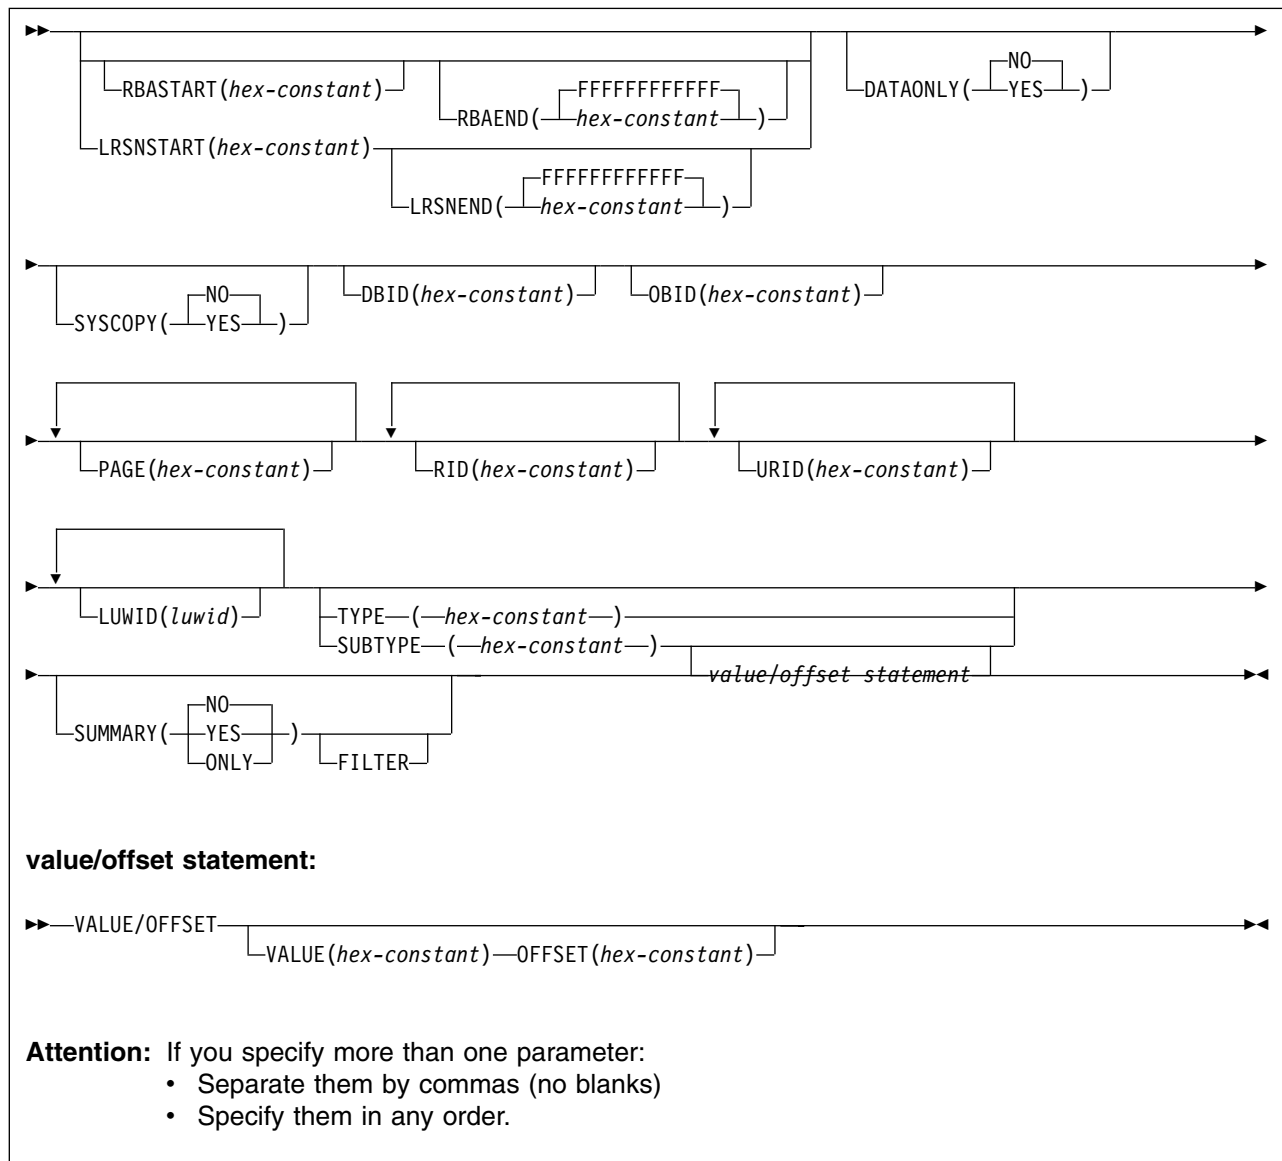 RBASTART(hex-constant)
RBAEND(
FFFFFFFFFFFF
hex-constant
)
DATAONLY(
NO
YES
)
LRSNSTART(hex-constant)
LRSNEND(
FFFFFFFFFFFF
hex-constant
)
SYSCOPY(
NO
YES
)
DBID(hex-constant)
OBID(hex-constant)
PAGE(hex-constant)
RID(hex-constant)
URID(hex-constant)
LUWID(luwid)
TYPE (hex-constant)
SUBTYPE (hex-constant)
value/offset statement
SUMMARY(
NO
YES
ONLY
)
FILTER
value/offset statement:
VALUE/OFFSET
VALUE(hex-constant) OFFSET(hex-constant)
Attention: If you specify more than one parameter:
• Separate them by commas (no blanks)
• Specify them in any order.